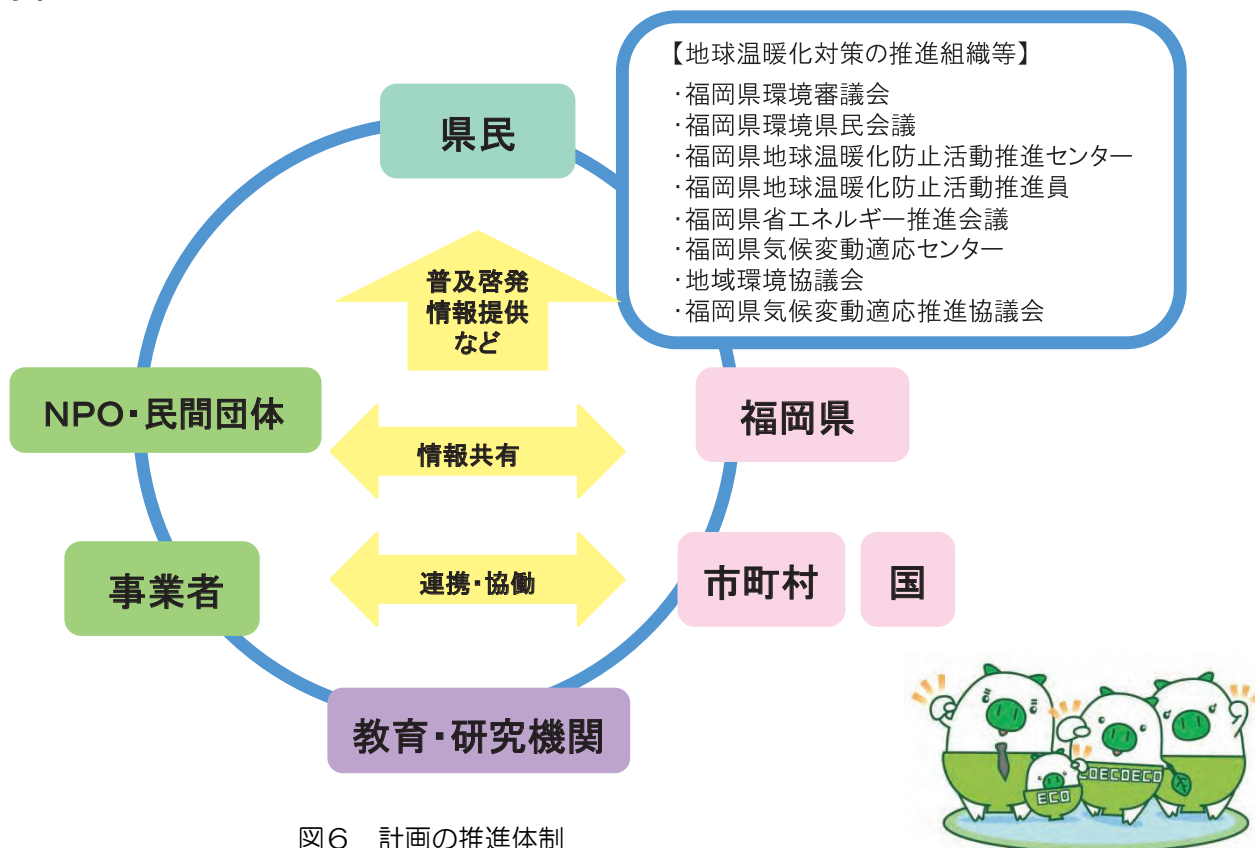 【地球温暖化対策の推進組織等】
・福岡県環境審議会
・福岡県環境県民会議
・福岡県地球温暖化防止活動推進センター
・福岡県地球温暖化防止活動推進員
・福岡県省エネルギー推進会議
・福岡県気候変動適応センター
・地域環境協議会
・福岡県気候変動適応推進協議会
県民
普及啓発
情報提供
など
NPO・民間団体
情報共有
福岡県
事業者
連携・協働
市町村
国
教育・研究機関
ECO
COECOECO
図6 計画の推進体制